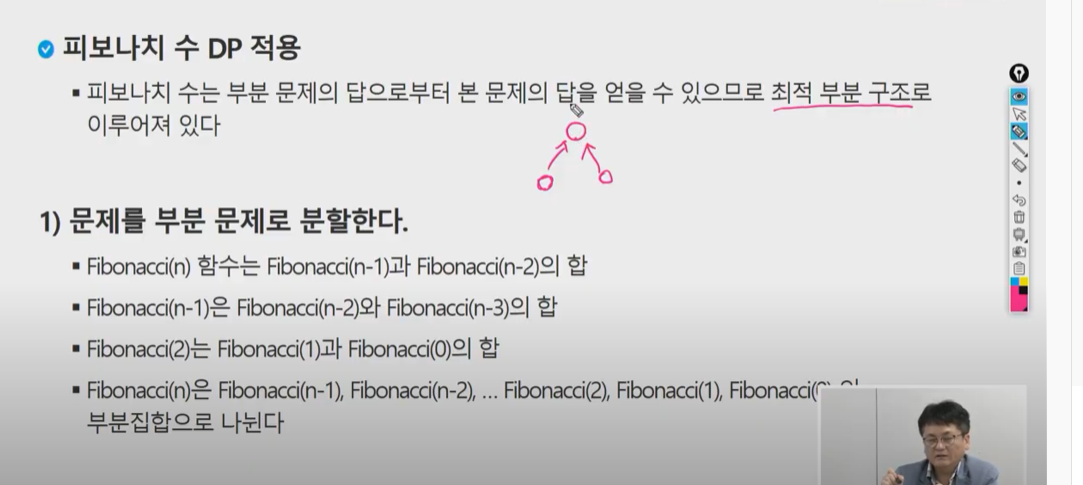 피보나치 수 DP 적용
▪ 피보나치 수는 부분 문제의 답으로부터 본 문제의 답을 얻을 수 있으므로 최적 부분 구조로
이루어져 있다
1) 문제를 부분 문제로 분할한다.
▪ Fibonacci(n) 함수는 Fibonacci(n-1)과 Fibonacci(n-2)의 합
▪ Fibonacci(n-1)은 Fibonacci(n-2)와 Fibonacci(n-3)의 합
▪ Fibonacci(2)는 Fibonacci(1)과 Fibonacci(0)의 합
▪ Fibonacci(n)은 Fibonacci(n-1), Fibonacci(n-2), … Fibonacci(2), Fibonacci(1),
부분집합으로 나뉜다